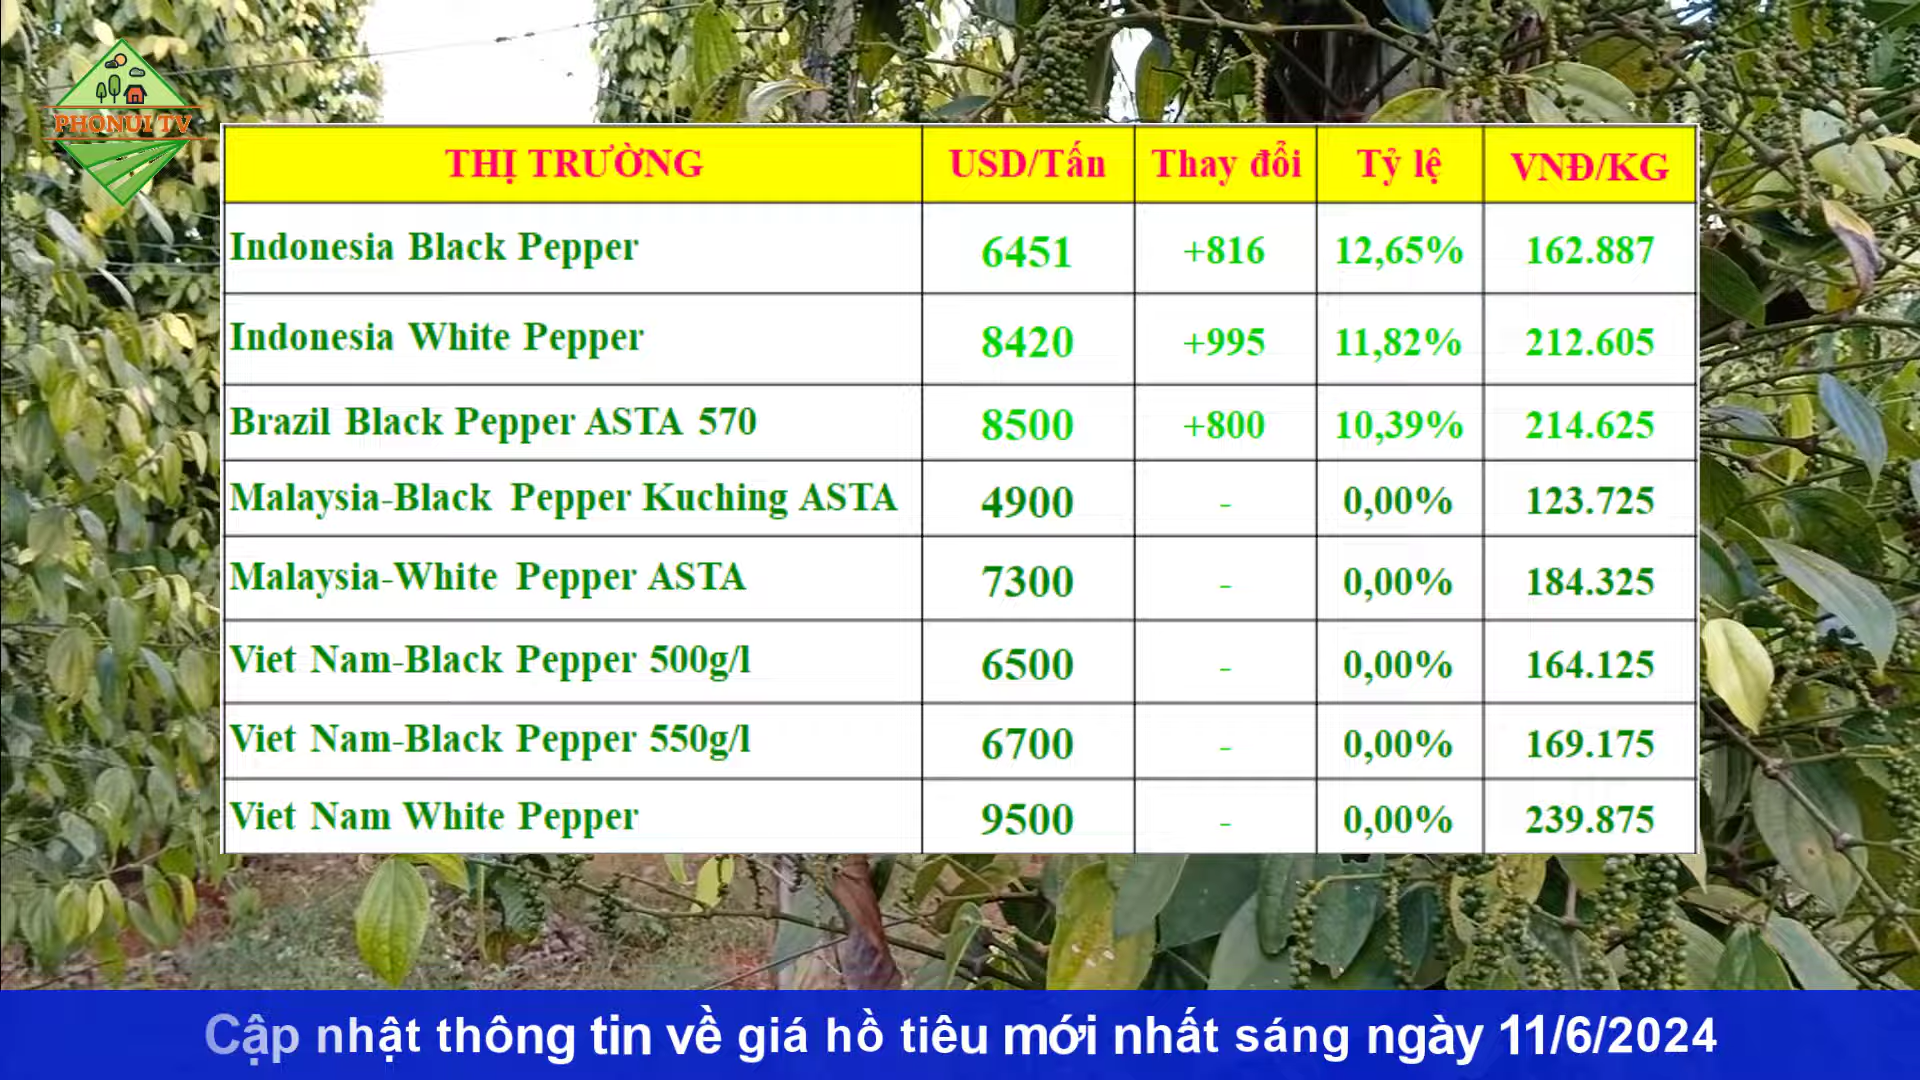 PHONUI TV
THỊ TRƯỜNG USD/Tấn Thay đổi Tỷ lệ VNĐ/KG
Indonesia Black Pepper 6451 +816 12,65% 162.887
Indonesia White Pepper 8420 +995 11,82% 212.605
Brazil Black Pepper ASTA 570 8500 +800 10,39% 214.625
Malaysia-Black Pepper Kuching ASTA 4900 - 0,00% 123.725
Malaysia-White Pepper ASTA 7300 - 0,00% 184.325
Viet Nam-Black Pepper 500g/l 6500 - 0,00% 164.125
Viet Nam-Black Pepper 550g/l 6700 - 0,00% 169.175
Viet Nam White Pepper 9500 - 0,00% 239.875
Cập nhật thông tin về giá hồ tiêu mới nhất sáng ngày 11/6/2024